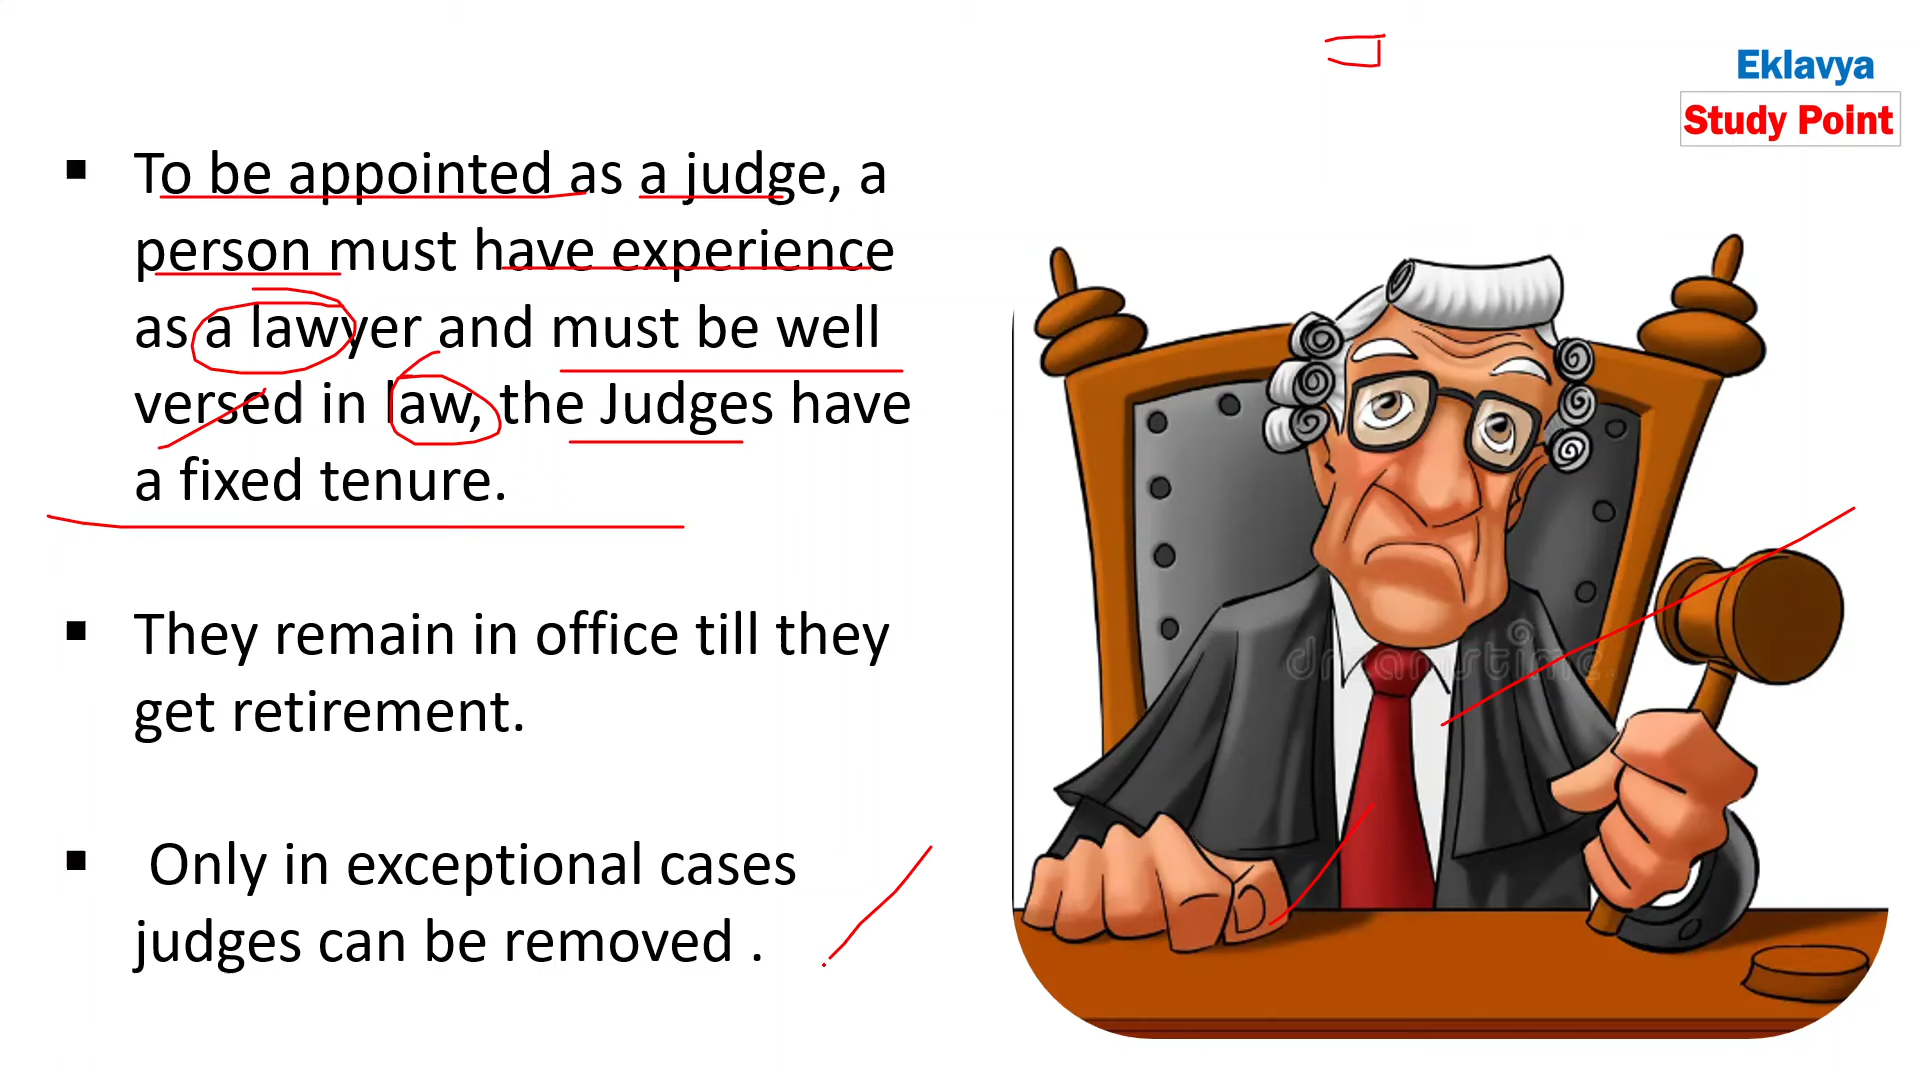 Eklavya
Study Point
▪ To be appointed as a judge, a
person must have experience
as a lawyer and must be well
versed in law, the Judges have
a fixed tenure.
▪ They remain in office till they
get retirement.
▪ Only in exceptional cases
judges can be removed .
dreamstime.